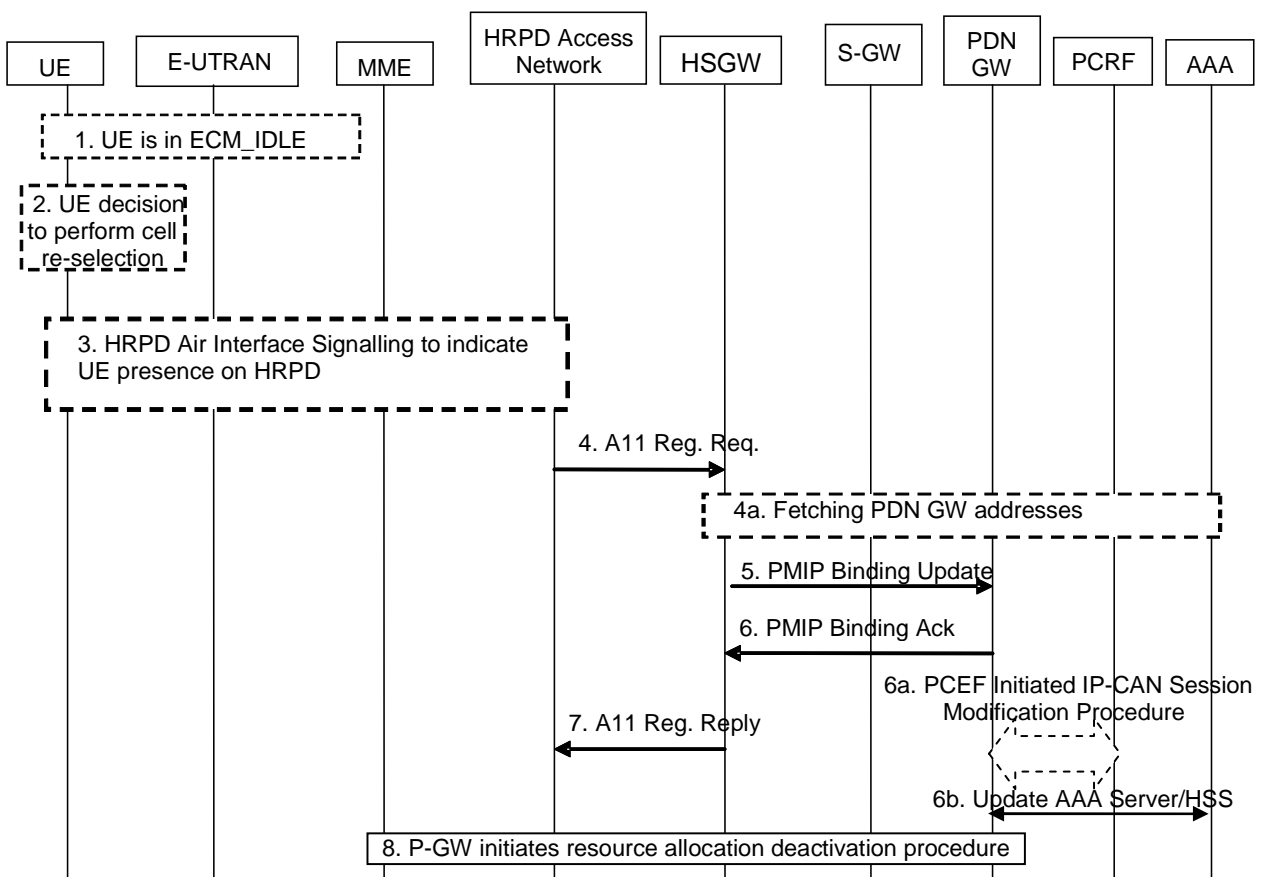 UE
E-UTRAN
MME
HRPD Access
Network
HSGW
S-GW
PDN
GW
PCRF
AAA
1. UE is in ECM_IDLE
2. UE decision
to perform cell
re-selection
3. HRPD Air Interface Signalling to indicate
UE presence on HRPD
4. A11 Reg. Req.
4a. Fetching PDN GW addresses
5. PMIP Binding Update
6. PMIP Binding Ack
6a. PCEF Initiated IP-CAN Session
Modification Procedure
7. A11 Reg. Reply
6b. Update AAA Server/HSS
8. P-GW initiates resource allocation deactivation procedure